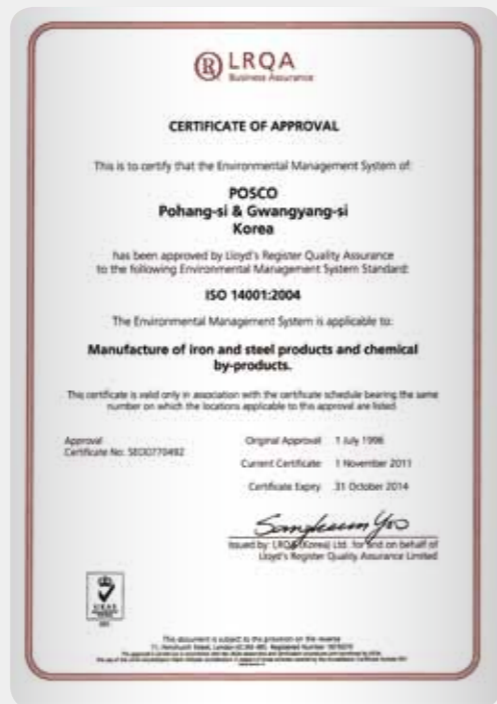 LRQA
Business Assurance
CERTIFICATE OF APPROVAL
This is to certify that the Environmental Management System of:
POSCO
Pohang-si & Gwangyang-si
Korea
has been approved by Lloyd's Register Quality Assurance
to the following Environmental Management System Standard:
ISO 14001:2004
The Environmental Management System is applicable to:
Manufacture of iron and steel products and chemical
by-products.
This certificate is valid only in association with the certificate schedule bearing the same
number on which the locations applicable to this approval are listed.
Approval
Certificate No: SEO0770492
Original Approval 1 July 1996
Current Certificate 1 November 2011
Certificate Expiry 31 October 2014
Issued by: LRQA (Korea) Ltd. for and on behalf of
Lloyd's Register Quality Assurance Limited
UKAS
This document is subject to the provision on the reverse